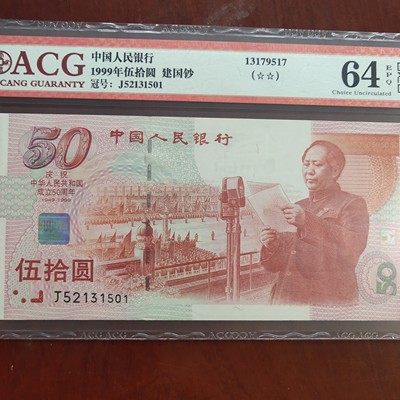 ACG
CANG GUARANTY
中国人民银行
1999年伍拾圆 建国钞
冠号: J52131501
13179517
(☆☆)
64
EPQ
Choice Uncirculated
中国人民银行
50
庆祝
中华人民共和国
成立50周年
1949-1999
伍拾圆
J52131501
50